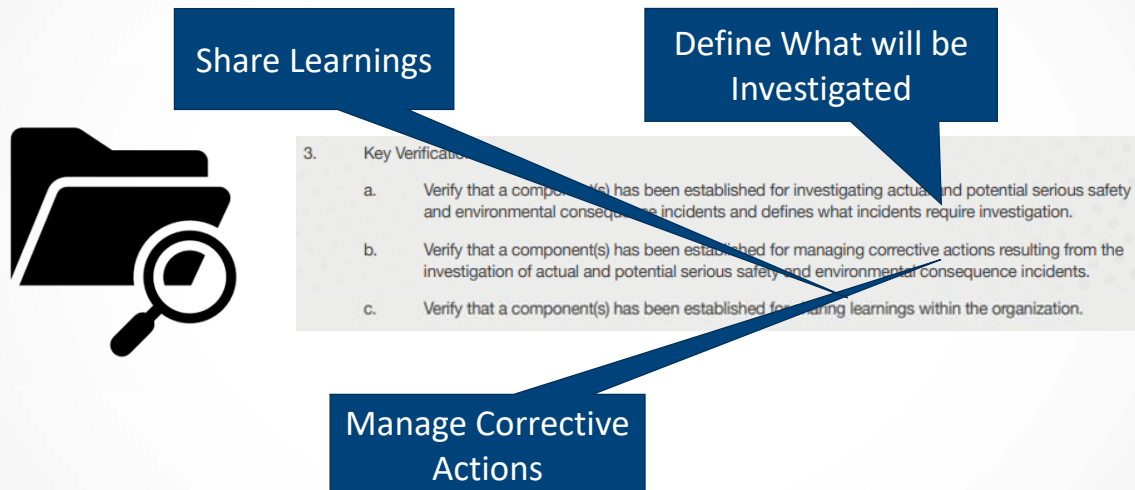 Share Learnings
Define What will be
Investigated
3. Key Verification
a. Verify that a component(s) has been established for investigating actual and potential serious safety
and environmental consequence incidents and defines what incidents require investigation.
b. Verify that a component(s) has been established for managing corrective actions resulting from the
investigation of actual and potential serious safety and environmental consequence incidents.
c. Verify that a component(s) has been established for sharing learnings within the organization.
Manage Corrective
Actions